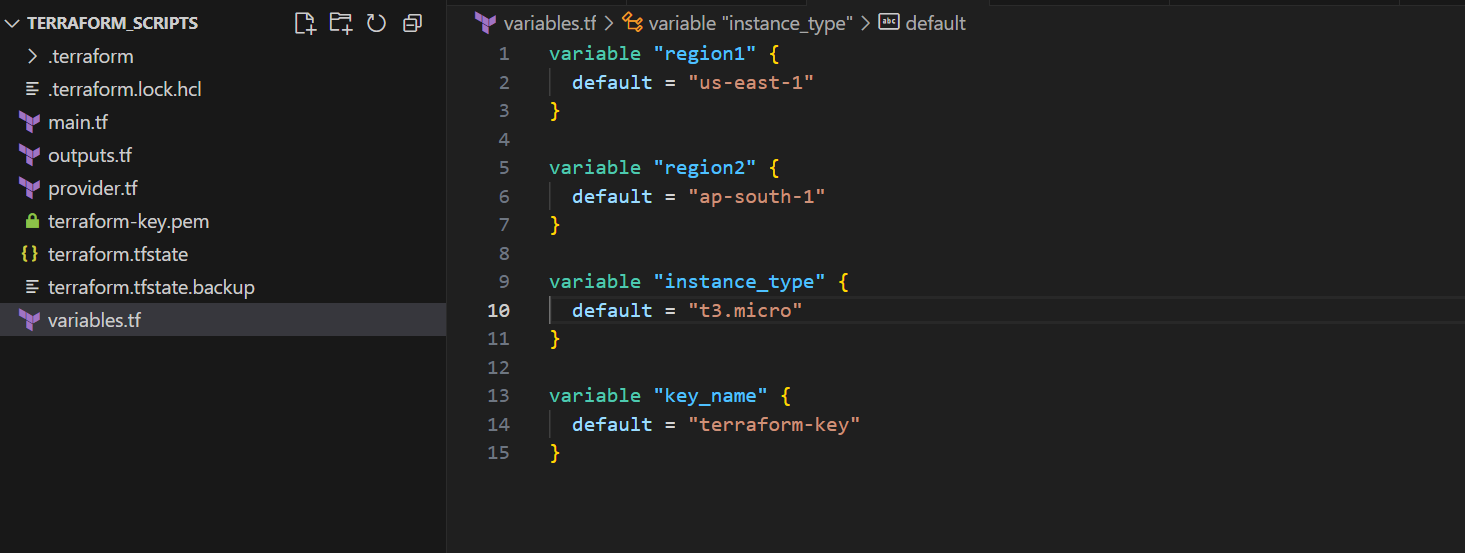 TERRAFORM_SCRIPTS
.terraform
.terraform.lock.hcl
main.tf
outputs.tf
provider.tf
terraform-key.pem
terraform.tfstate
terraform.tfstate.backup
variables.tf
variables.tf > variable "instance_type" > abc default
1 variable "region1" {
2 default = "us-east-1"
3 }
4
5 variable "region2" {
6 default = "ap-south-1"
7 }
8
9 variable "instance_type" {
10 default = "t3.micro"
11 }
12
13 variable "key_name" {
14 default = "terraform-key"
15 }